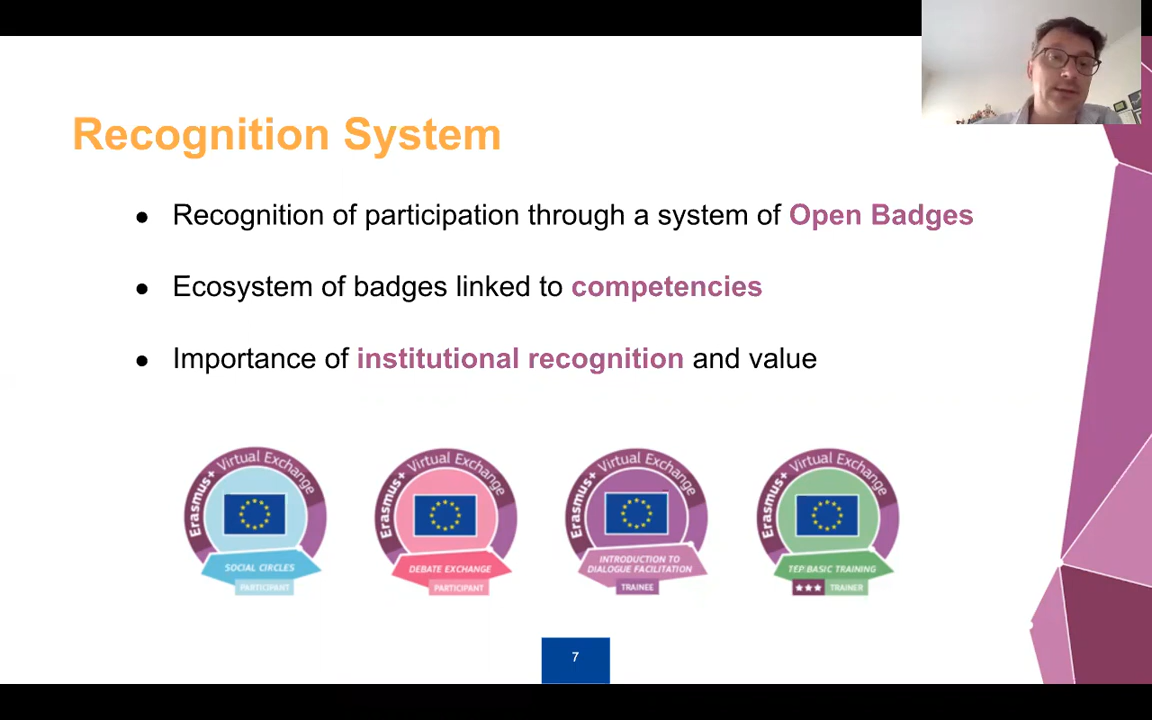 Recognition System
● Recognition of participation through a system of Open Badges
● Ecosystem of badges linked to competencies
● Importance of institutional recognition and value
Erasmus+ Virtual Exchange
SOCIAL CIRCLES
PARTICIPANT
Erasmus+ Virtual Exchange
DEBATE EXCHANGE
PARTICIPANT
Erasmus+ Virtual Exchange
INTRODUCTION TO
DIALOGUE FACILITATION
TRAINEE
Erasmus+ Virtual Exchange
TEP:BASIC TRAINING
★★★ TRAINER
7